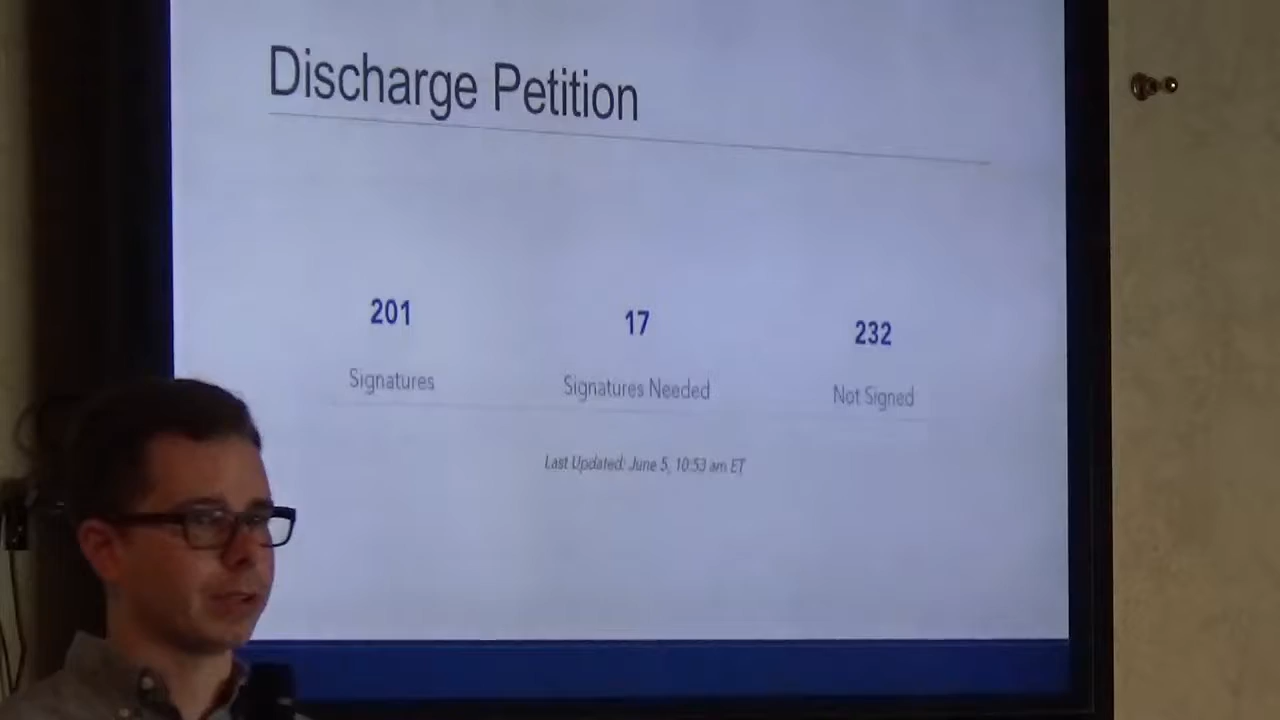 Discharge Petition
201
17
232
Signatures
Signatures Needed
Not Signed
Last Updated: June 5, 10:53 am ET